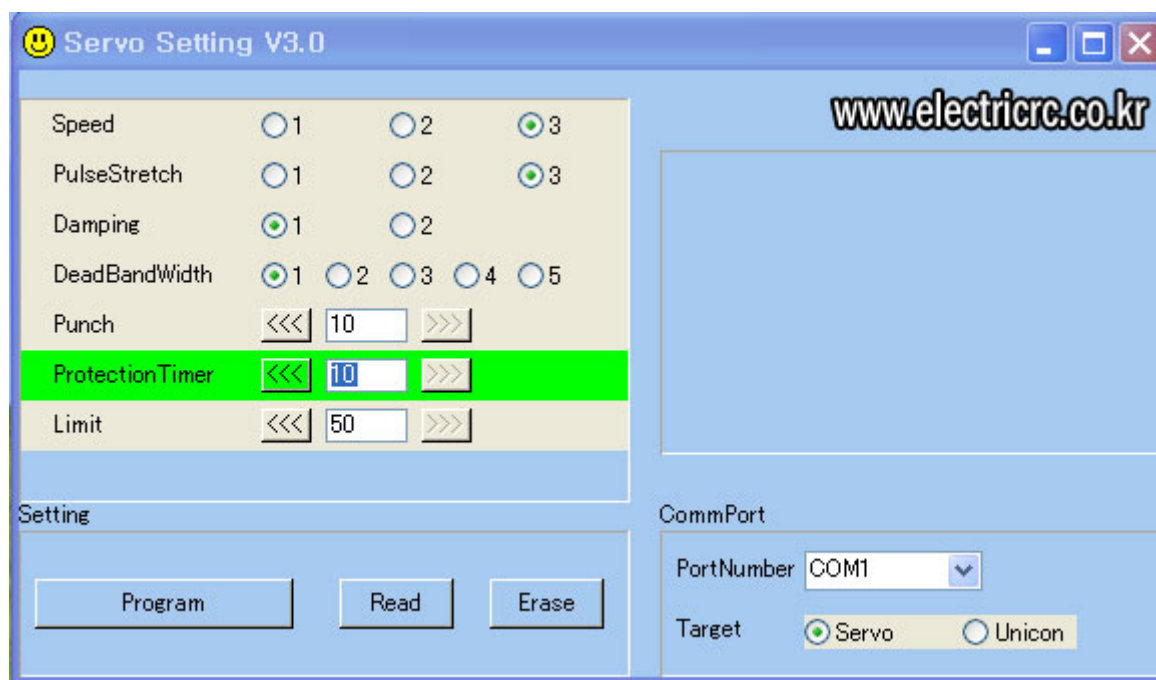 Servo Setting V3.0
www.electricrc.co.kr
Speed 1 2 3
PulseStretch 1 2 3
Damping 1 2
DeadBandWidth 1 2 3 4 5
Punch <<< 10 >>>
ProtectionTimer <<< 10 >>>
Limit <<< 50 >>>
Setting
Program Read Erase
CommPort
PortNumber COM1
Target Servo Unicon